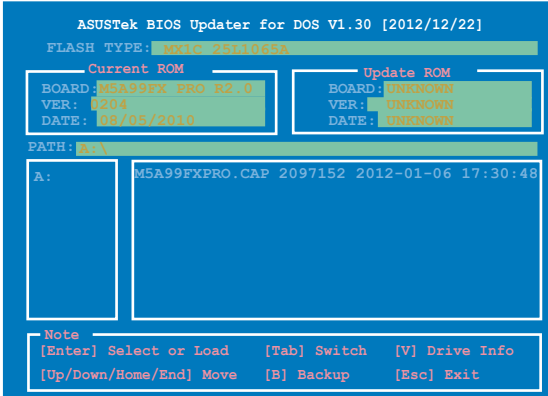 ASUSTek BIOS Updater for DOS V1.30 [2012/12/22]
FLASH TYPE: MXIC 25L1065A
Current ROM
BOARD: M5A99FX PRO R2.0
VER: 0204
DATE: 08/05/2010
Update ROM
BOARD: UNKNOWN
VER: UNKNOWN
DATE: UNKNOWN
PATH: A:\
A:
M5A99FXPRO.CAP 2097152 2012-01-06 17:30:48
Note
[Enter] Select or Load [Tab] Switch [V] Drive Info
[Up/Down/Home/End] Move [B] Backup [Esc] Exit